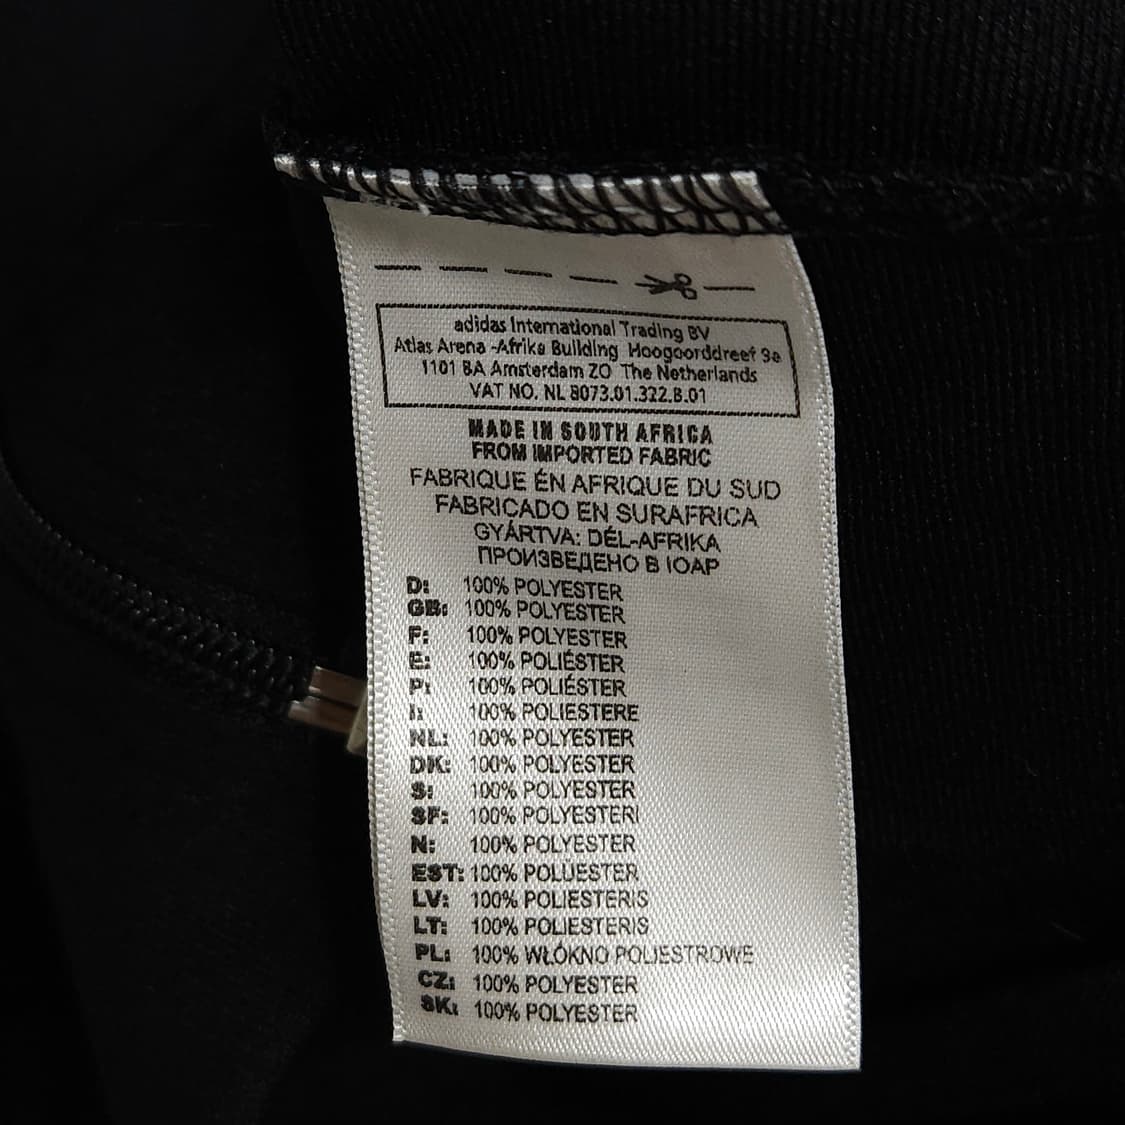 adidas International Trading BV
Atlas Arena -Afrika Building Hoogoorddreef 9a
1101 BA Amsterdam ZO The Netherlands
VAT NO. NL 8073.01.322.B.01
MADE IN SOUTH AFRICA
FROM IMPORTED FABRIC
FABRIQUE ÉN AFRIQUE DU SUD
FABRICADO EN SURAFRICA
GYÁRTVA: DÉL-AFRIKA
ПРОИЗВЕДЕНО В ЮАР
D: 100% POLYESTER
GB: 100% POLYESTER
F: 100% POLYESTER
E: 100% POLIÉSTER
P: 100% POLIÉSTER
I: 100% POLIESTERE
NL: 100% POLYESTER
DK: 100% POLYESTER
S: 100% POLYESTER
SF: 100% POLYESTERI
N: 100% POLYESTER
EST: 100% POLÜESTER
LV: 100% POLIESTERIS
LT: 100% POLIESTERIS
PL: 100% WŁÓKNO POLIESTROWE
CZ: 100% POLYESTER
SK: 100% POLYESTER